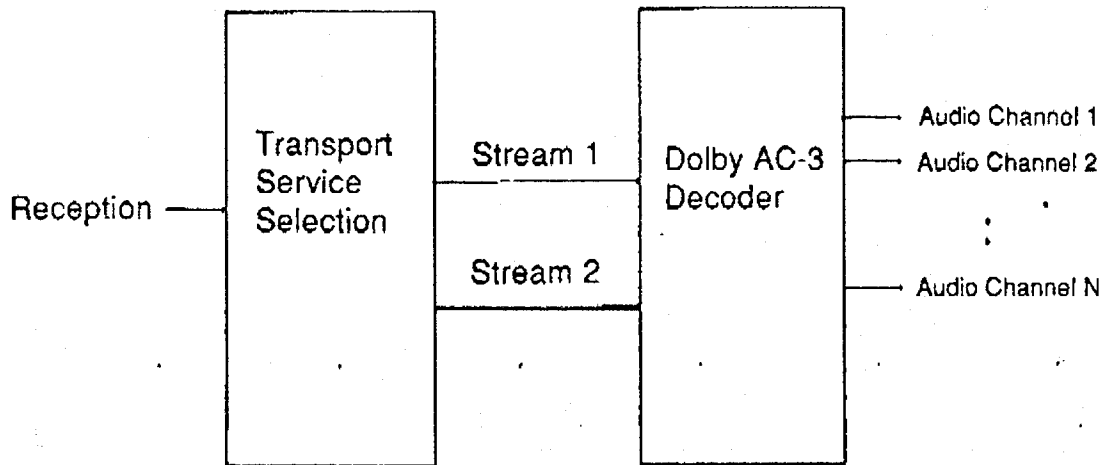 Reception
Transport
Service
Selection
Stream 1
Stream 2
Dolby AC-3
Decoder
Audio Channel 1
Audio Channel 2
Audio Channel N